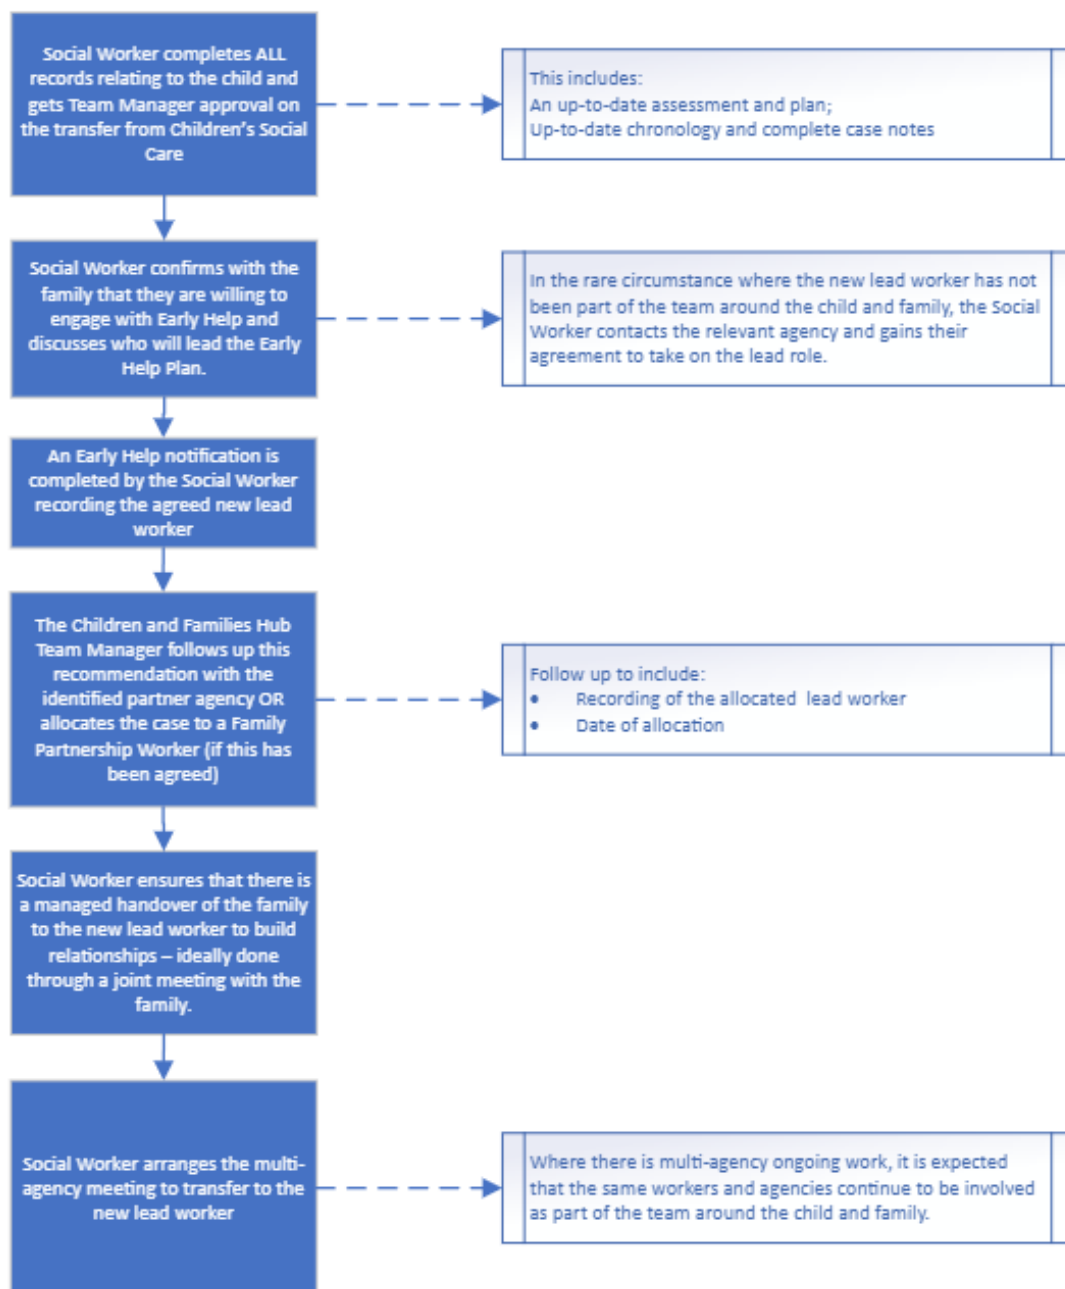 Social Worker completes ALL
records relating to the child and
gets Team Manager approval on
the transfer from Children's Social
Care
This includes:
An up-to-date assessment and plan;
Up-to-date chronology and complete case notes
Social Worker confirms with the
family that they are willing to
engage with Early Help and
discusses who will lead the Early
Help Plan.
In the rare circumstance where the new lead worker has not
been part of the team around the child and family, the Social
Worker contacts the relevant agency and gains their
agreement to take on the lead role.
An Early Help notification is
completed by the Social Worker
recording the agreed new lead
worker
The Children and Families Hub
Team Manager follows up this
recommendation with the
identified partner agency OR
allocates the case to a Family
Partnership Worker (if this has
been agreed)
Follow up to include:
• Recording of the allocated lead worker
• Date of allocation
Social Worker ensures that there is
a managed handover of the family
to the new lead worker to build
relationships – ideally done
through a joint meeting with the
family.
Social Worker arranges the multi-
agency meeting to transfer to the
new lead worker
Where there is multi-agency ongoing work, it is expected
that the same workers and agencies continue to be involved
as part of the team around the child and family.